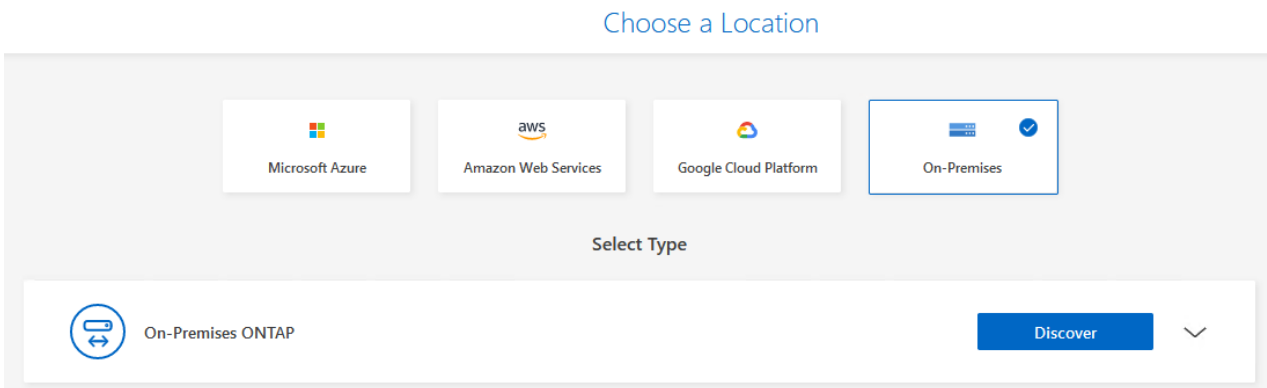 Choose a Location
aws
Microsoft Azure
Amazon Web Services
Google Cloud Platform
On-Premises
Select Type
On-Premises ONTAP
Discover